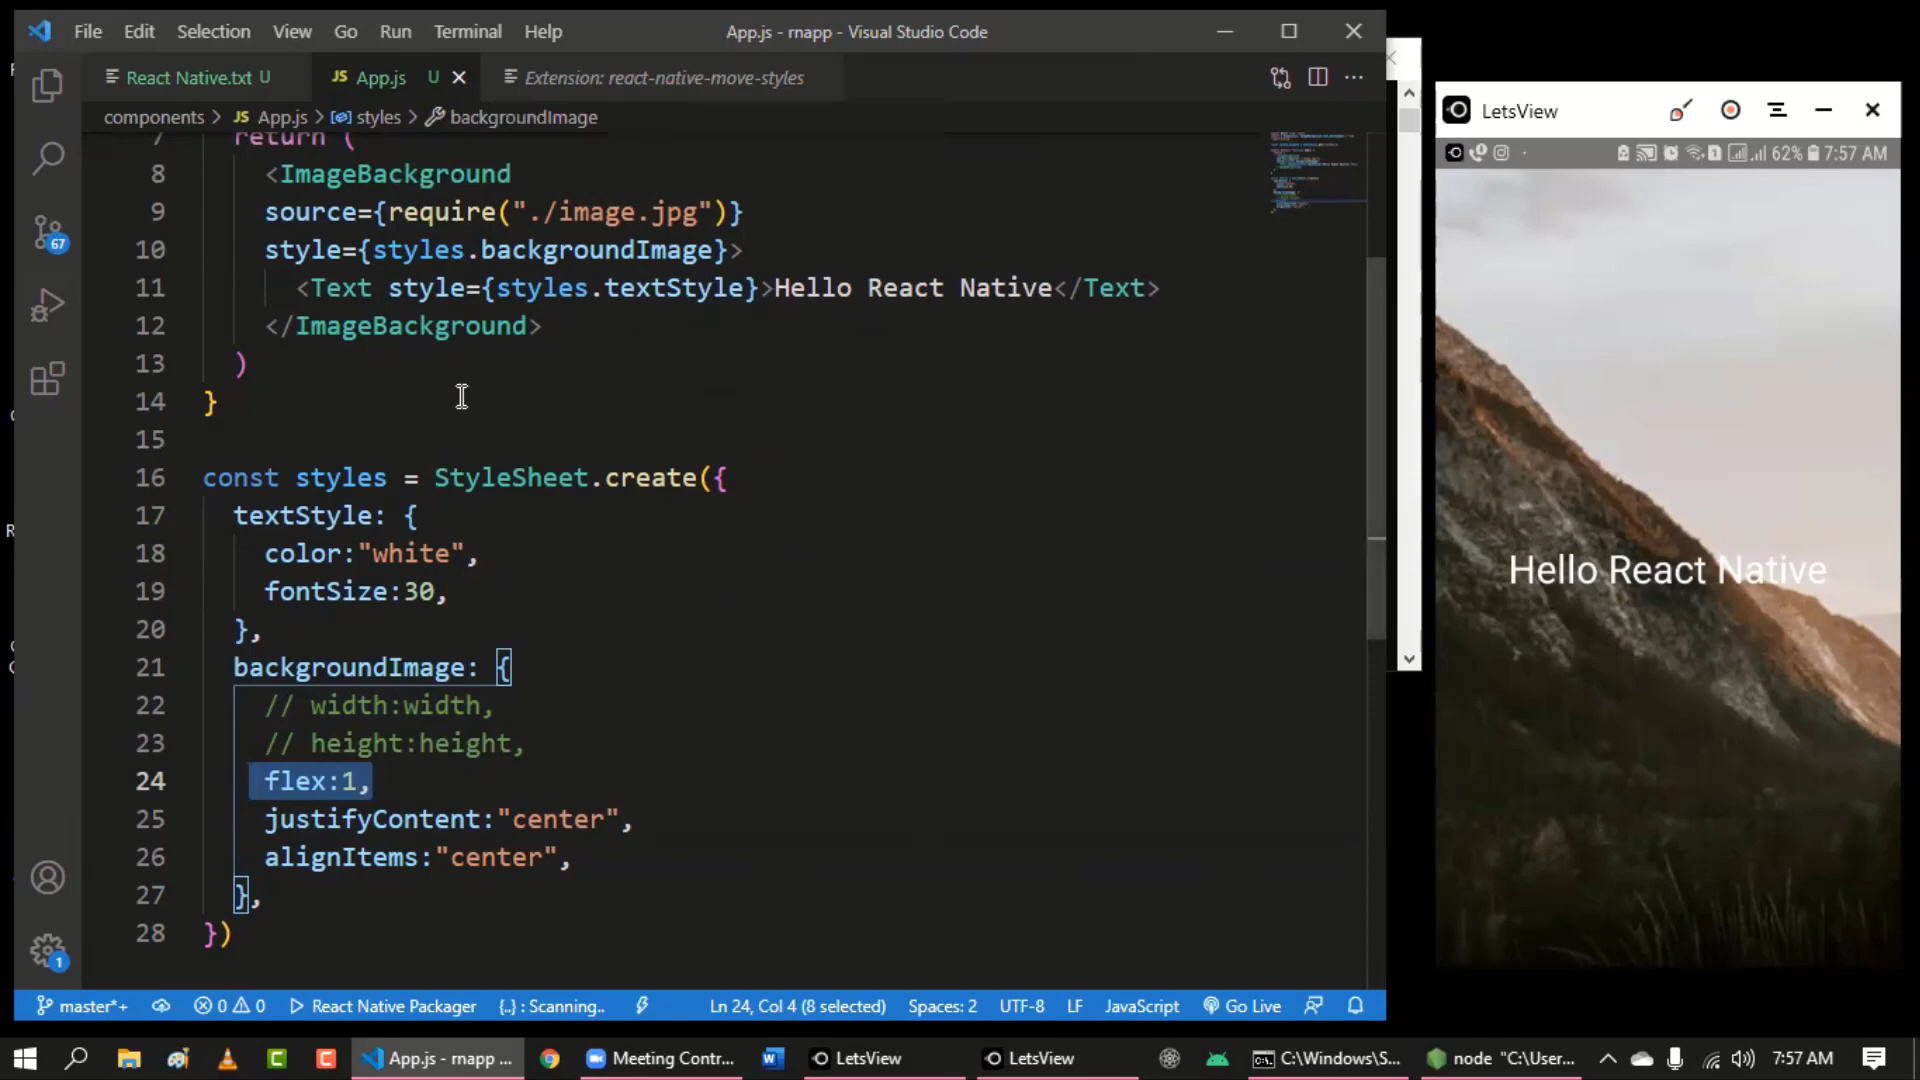 File Edit Selection View Go Run Terminal Help App.js - rnapp - Visual Studio Code
React Native.txt U JS App.js U Extension: react-native-move-styles
components > JS App.js > styles > backgroundImage
7 return (
8 <ImageBackground
9 source={require("./image.jpg")}
10 style={styles.backgroundImage}>
11 <Text style={styles.textStyle}>Hello React Native</Text>
12 </ImageBackground>
13 )
14 }
15
16 const styles = StyleSheet.create({
17 textStyle: {
18 color:"white",
19 fontSize:30,
20 },
21 backgroundImage: {
22 // width:width,
23 // height:height,
24 flex:1,
25 justifyContent:"center",
26 alignItems:"center",
27 },
28 })
67
1
master*+ 0 0 React Native Packager {..} : Scanning.. Ln 24, Col 4 (8 selected) Spaces: 2 UTF-8 LF JavaScript Go Live
LetsView
62% 7:57 AM
Hello React Native
App.js - rnapp ... Meeting Contr... LetsView LetsView C:\Windows\S... node "C:\User... 7:57 AM